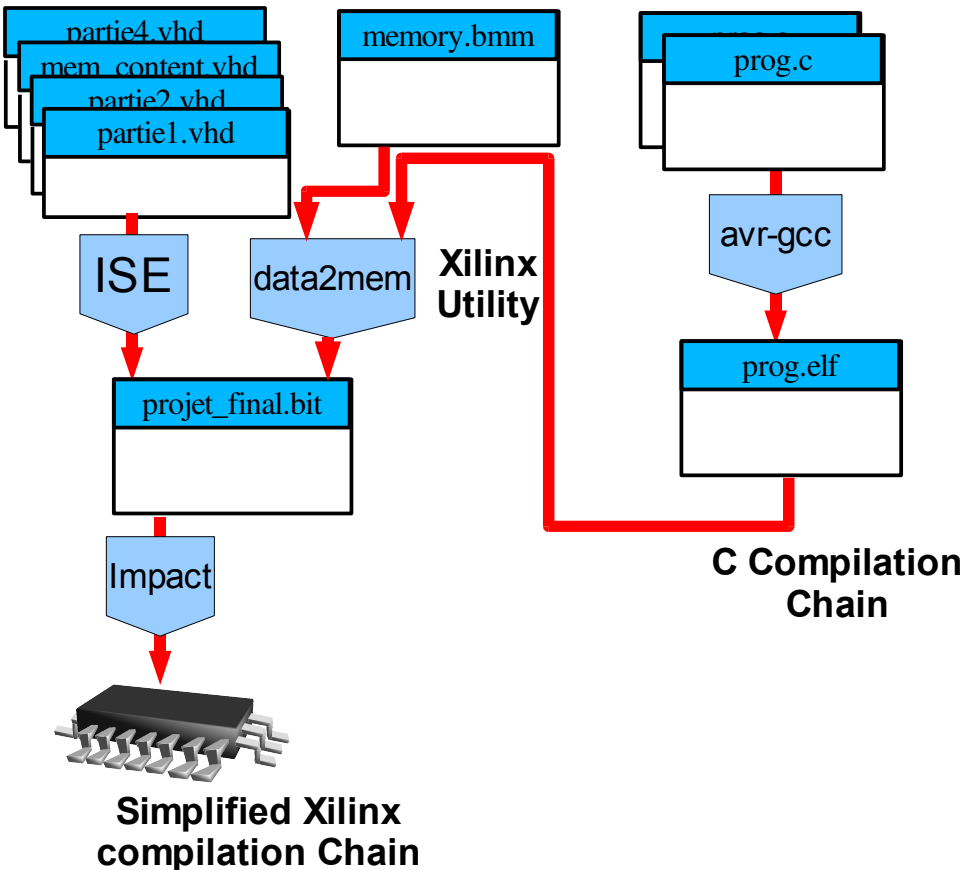 partie4.vhd
mem_content.vhd
partie2.vhd
partie1.vhd
memory.bmm
prog.c
ISE
data2mem
Xilinx
Utility
avr-gcc
projet_final.bit
prog.elf
Impact
C Compilation
Chain
Simplified Xilinx
compilation Chain